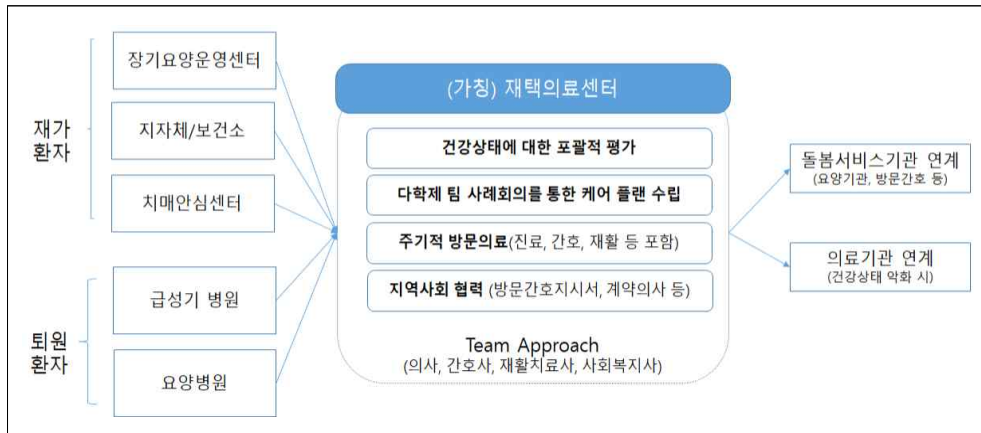 재가
환자
장기요양운영센터
지자체/보건소
치매안심센터
퇴원
환자
급성기 병원
요양병원
(가칭) 재택의료센터
건강상태에 대한 포괄적 평가
다학제 팀 사례회의를 통한 케어 플랜 수립
주기적 방문의료(진료, 간호, 재활 등 포함)
지역사회 협력 (방문간호지시서, 계약의사 등)
Team Approach
(의사, 간호사, 재활치료사, 사회복지사)
돌봄서비스기관 연계
(요양기관, 방문간호 등)
의료기관 연계
(건강상태 악화 시)